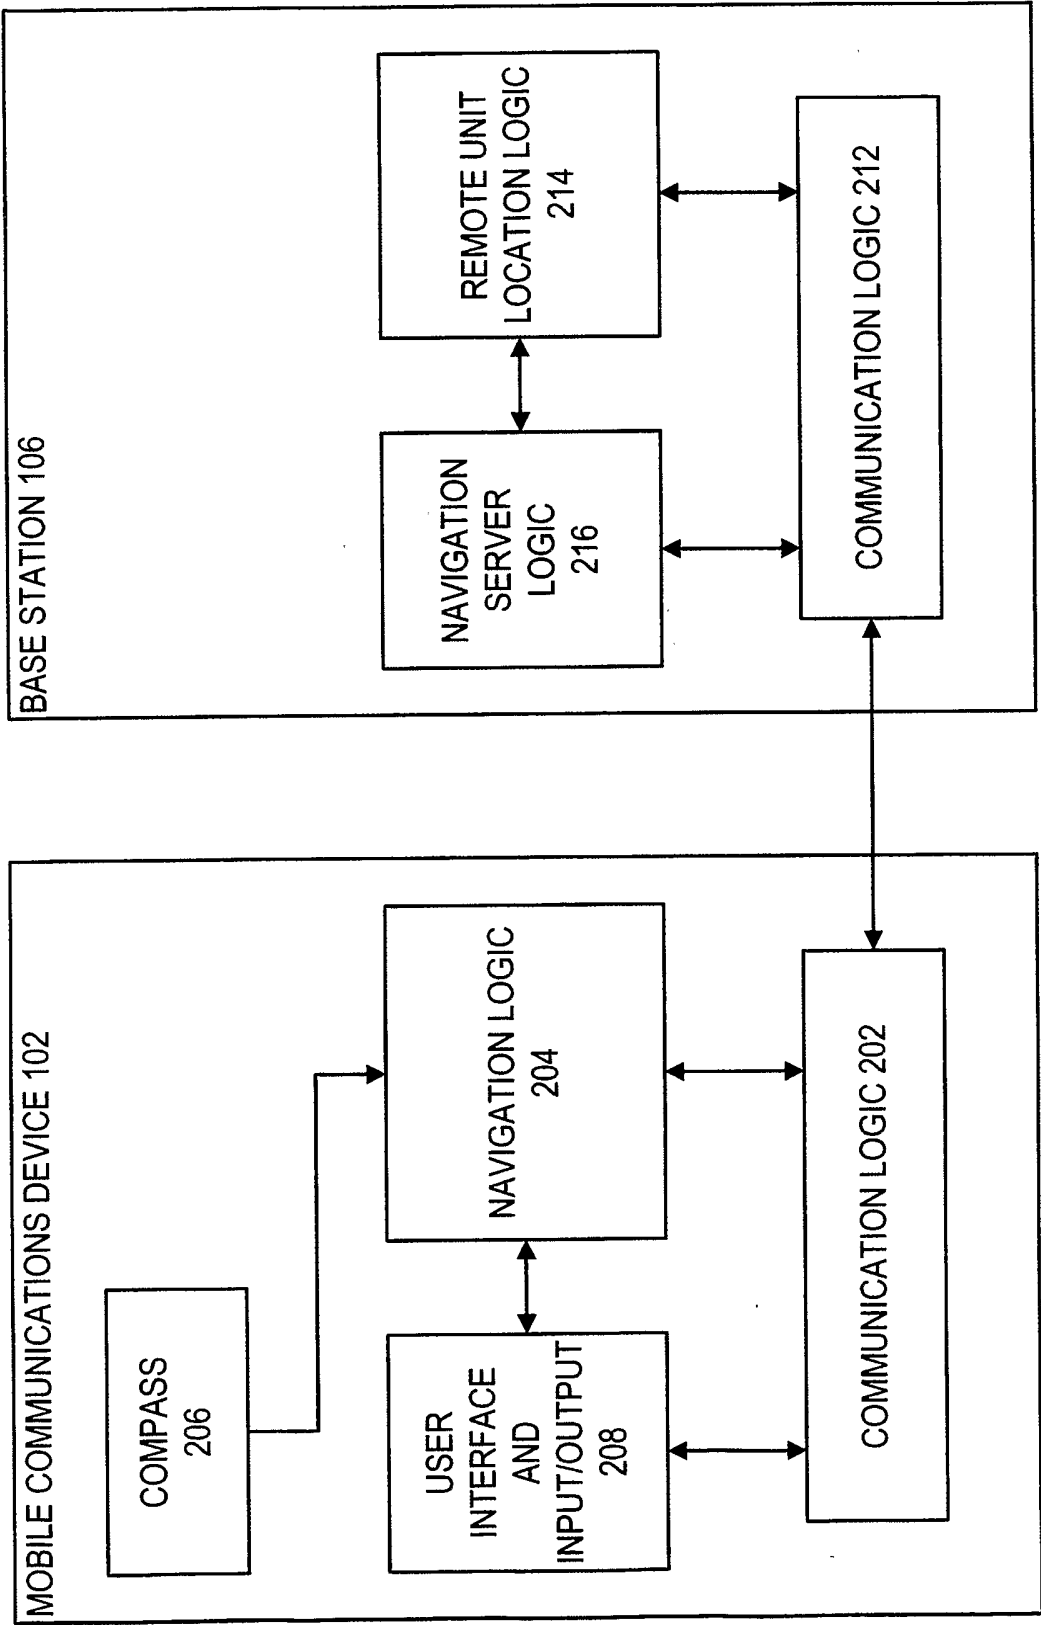 MOBILE COMMUNICATIONS DEVICE 102
COMPASS
206
USER
INTERFACE
AND
INPUT/OUTPUT
208
NAVIGATION LOGIC
204
COMMUNICATION LOGIC 202
BASE STATION 106
NAVIGATION
SERVER
LOGIC
216
REMOTE UNIT
LOCATION LOGIC
214
COMMUNICATION LOGIC 212